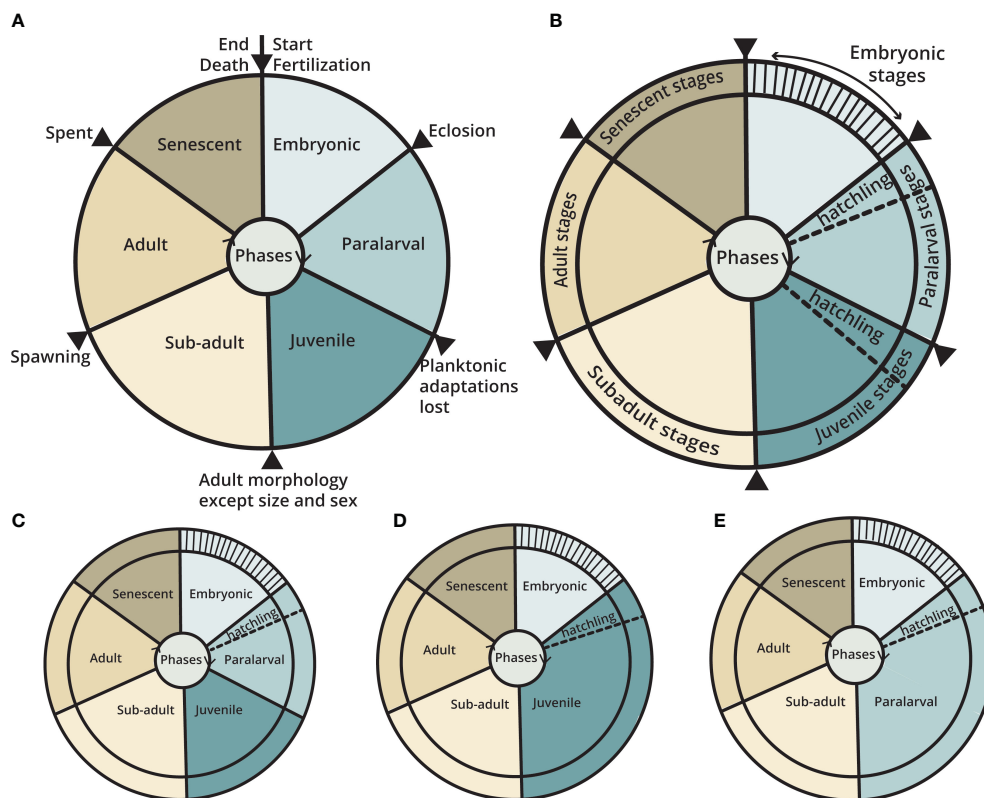 A
End
Death
Start
Fertilization
Spent
Eclosion
Senescent
Embryonic
Adult
Phases
Paralarval
Sub-adult
Juvenile
Spawning
Planktonic
adaptations
lost
Adult morphology
except size and sex
B
Embryonic
stages
Senescent stages
hatchling
Paralarval stages
Adult stages
Phases
hatchling
Subadult stages
Juvenile stages
C
Senescent
Embryonic
hatchling
Adult
Phases
Paralarval
Sub-adult
Juvenile
D
Senescent
Embryonic
hatchling
Adult
Phases
Sub-adult
Juvenile
E
Senescent
Embryonic
hatchling
Adult
Phases
Sub-adult
Paralarval